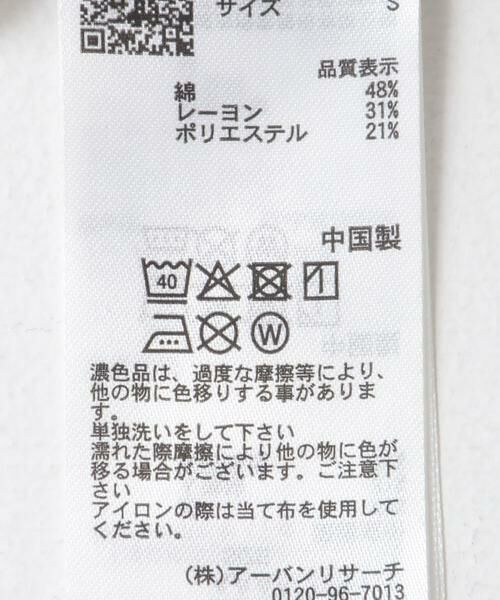 サイズ S
品質表示
綿 48%
レーヨン 31%
ポリエステル 21%
中国製
40
W
濃色品は、過度な摩擦等により、
他の物に色移りする事がありま
す。
単独洗いをして下さい
濡れた際摩擦により他の物に色が
移る場合がございます。ご注意下
さい
アイロンの際は当て布を使用して
ください。
(株)アーバンリサーチ
0120-96-7013